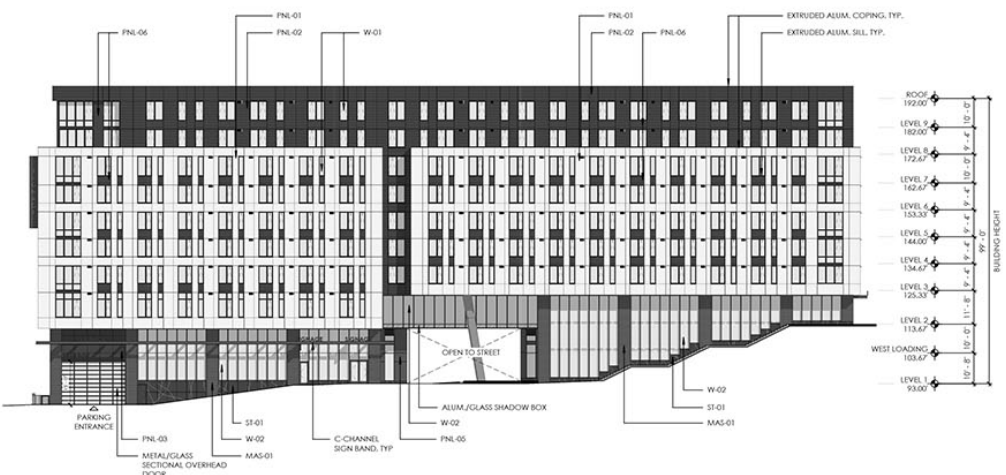 PNL-01
PNL-02
PNL-06
W-01
PNL-01
PNL-02
PNL-06
EXTRUDED ALUM. COPING, TYP.
EXTRUDED ALUM. SILL, TYP.
ROOF
192.00'
LEVEL 9
182.00'
LEVEL 8
172.67'
LEVEL 7
162.67'
LEVEL 6
153.33'
LEVEL 5
144.00'
LEVEL 4
134.67'
LEVEL 3
125.33'
LEVEL 2
113.67'
WEST LOADING
103.67'
LEVEL 1
93.00'
10' - 0"
9' - 4"
10' - 0"
9' - 4"
9' - 4"
9' - 4"
9' - 4"
11' - 8"
10' - 0"
10' - 8"
99' - 0"
BUILDING HEIGHT
OPEN TO STREET
PARKING
ENTRANCE
PNL-03
METAL/GLASS
SECTIONAL OVERHEAD
DOOR
ST-01
W-02
MAS-01
C-CHANNEL
SIGN BAND, TYP
ALUM./GLASS SHADOW BOX
W-02
PNL-05
W-02
ST-01
MAS-01